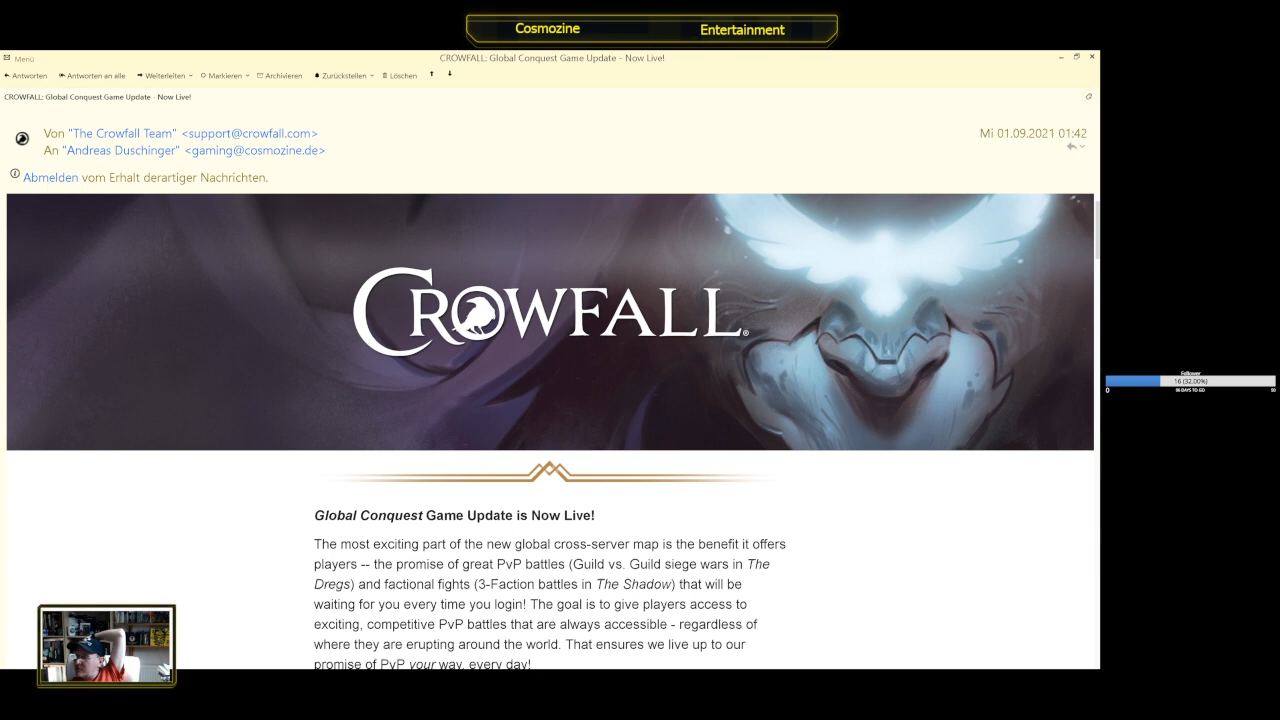 Cosmozine Entertainment
Menü
CROWFALL: Global Conquest Game Update - Now Live!
Antworten Antworten an alle Weiterleiten Markieren Archivieren Zurückstellen Löschen
CROWFALL: Global Conquest Game Update - Now Live!
Von "The Crowfall Team" <support@crowfall.com>
Mi 01.09.2021 01:42
An "Andreas Duschinger" <gaming@cosmozine.de>
Abmelden vom Erhalt derartiger Nachrichten.
CROWFALL®
Follower
16 (32.00%)
0
50
Global Conquest Game Update is Now Live!
The most exciting part of the new global cross-server map is the benefit it offers
players -- the promise of great PvP battles (Guild vs. Guild siege wars in The
Dregs) and factional fights (3-Faction battles in The Shadow) that will be
waiting for you every time you login! The goal is to give players access to
exciting, competitive PvP battles that are always accessible - regardless of
where they are erupting around the world. That ensures we live up to our
promise of PvP your way, every day!